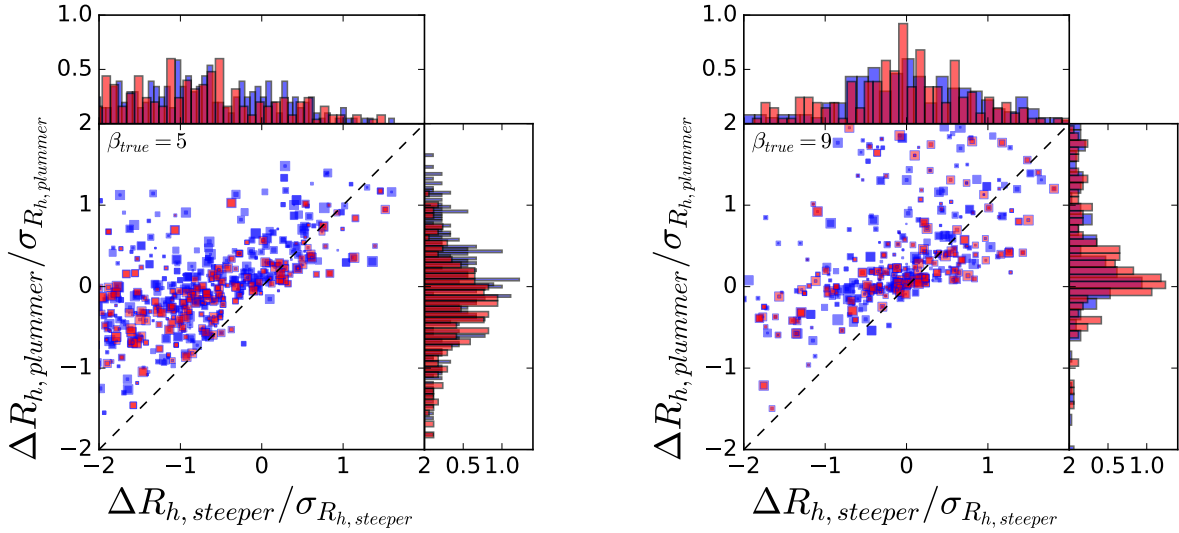 1.0
0.5
2
β_true = 5
1
0
−1
−2
−2 −1 0 1 2 0.5 1.0
ΔR_h,plummer/σ_R_h,plummer
ΔR_h,steeper/σ_R_h,steeper
1.0
0.5
2
β_true = 9
1
0
−1
−2
−2 −1 0 1 2 0.5 1.0
ΔR_h,plummer/σ_R_h,plummer
ΔR_h,steeper/σ_R_h,steeper